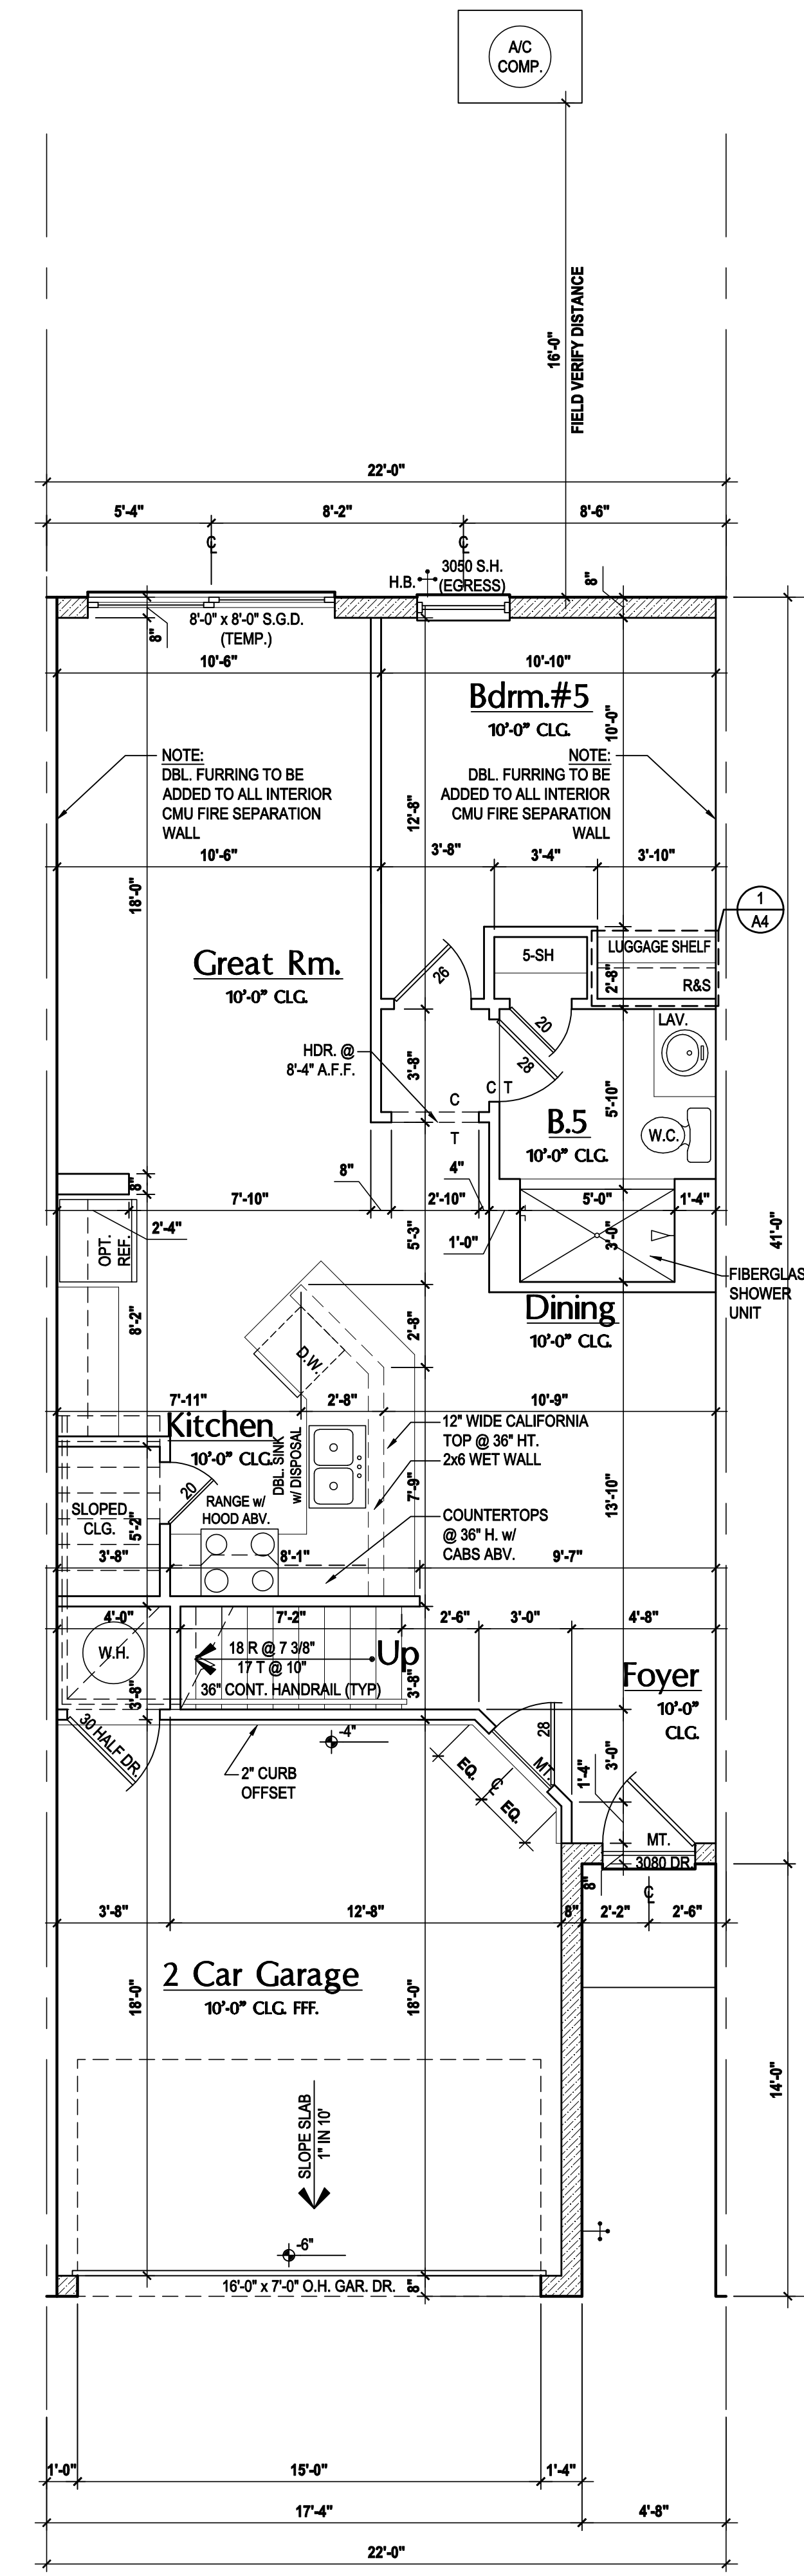 A/C
COMP.
16'-0"
FIELD VERIFY DISTANCE
22'-0"
5'-4"
8'-2"
8'-6"
3050 S.H.
H.B.
(EGRESS)
8"
8'-0" x 8'-0" S.G.D.
(TEMP.)
8"
10'-6"
10'-10"
Bdrm.#5
10'-0" CLG.
10'-0"
NOTE:
DBL. FURRING TO BE
ADDED TO ALL INTERIOR
CMU FIRE SEPARATION
WALL
NOTE:
DBL. FURRING TO BE
ADDED TO ALL INTERIOR
CMU FIRE SEPARATION
WALL
12'-8"
10'-6"
3'-8"
3'-4"
3'-10"
18'-0"
1
A4
5-SH
LUGGAGE SHELF
2'-8"
R&S
Great Rm.
10'-0" CLG.
26
20
LAV.
HDR. @
8'-4" A.F.F.
3'-8"
28
C T
C
T
5'-10"
B.5
10'-0" CLG.
W.C.
8"
8"
4"
7'-10"
2'-10"
5'-0"
1'-4"
2'-4"
1'-0"
5'-3"
3'-0"
41'-0"
OPT.
REF.
FIBERGLAS
SHOWER
UNIT
8'-2"
Dining
10'-0" CLG.
2'-8"
D.W.
7'-11"
2'-8"
10'-9"
Kitchen
10'-0" CLG.
DBL. SINK
w/ DISPOSAL
12" WIDE CALIFORNIA
TOP @ 36" HT.
2x6 WET WALL
7'-9"
13'-10"
20
RANGE w/
HOOD ABV.
SLOPED
CLG.
5'-2"
COUNTERTOPS
@ 36" H. w/
CABS ABV.
3'-8"
8'-1"
9'-7"
4'-0"
7'-2"
2'-6"
3'-0"
4'-8"
W.H.
18 R @ 7 3/8"
17 T @ 10"
Up
36" CONT. HANDRAIL (TYP)
3'-8"
3'-8"
Foyer
10'-0"
CLG.
30 HALF DR.
-4"
28
MT.
2" CURB
OFFSET
EQ.
EQ.
1'-4"
3'-0"
MT.
3080 DR.
8"
3'-8"
12'-8"
8"
2'-2"
2'-6"
2 Car Garage
10'-0" CLG. FFF.
18'-0"
18'-0"
14'-0"
SLOPE SLAB
1" IN 10'
-6"
16'-0" x 7'-0" O.H. GAR. DR.
8"
1'-0"
15'-0"
1'-4"
17'-4"
4'-8"
22'-0"